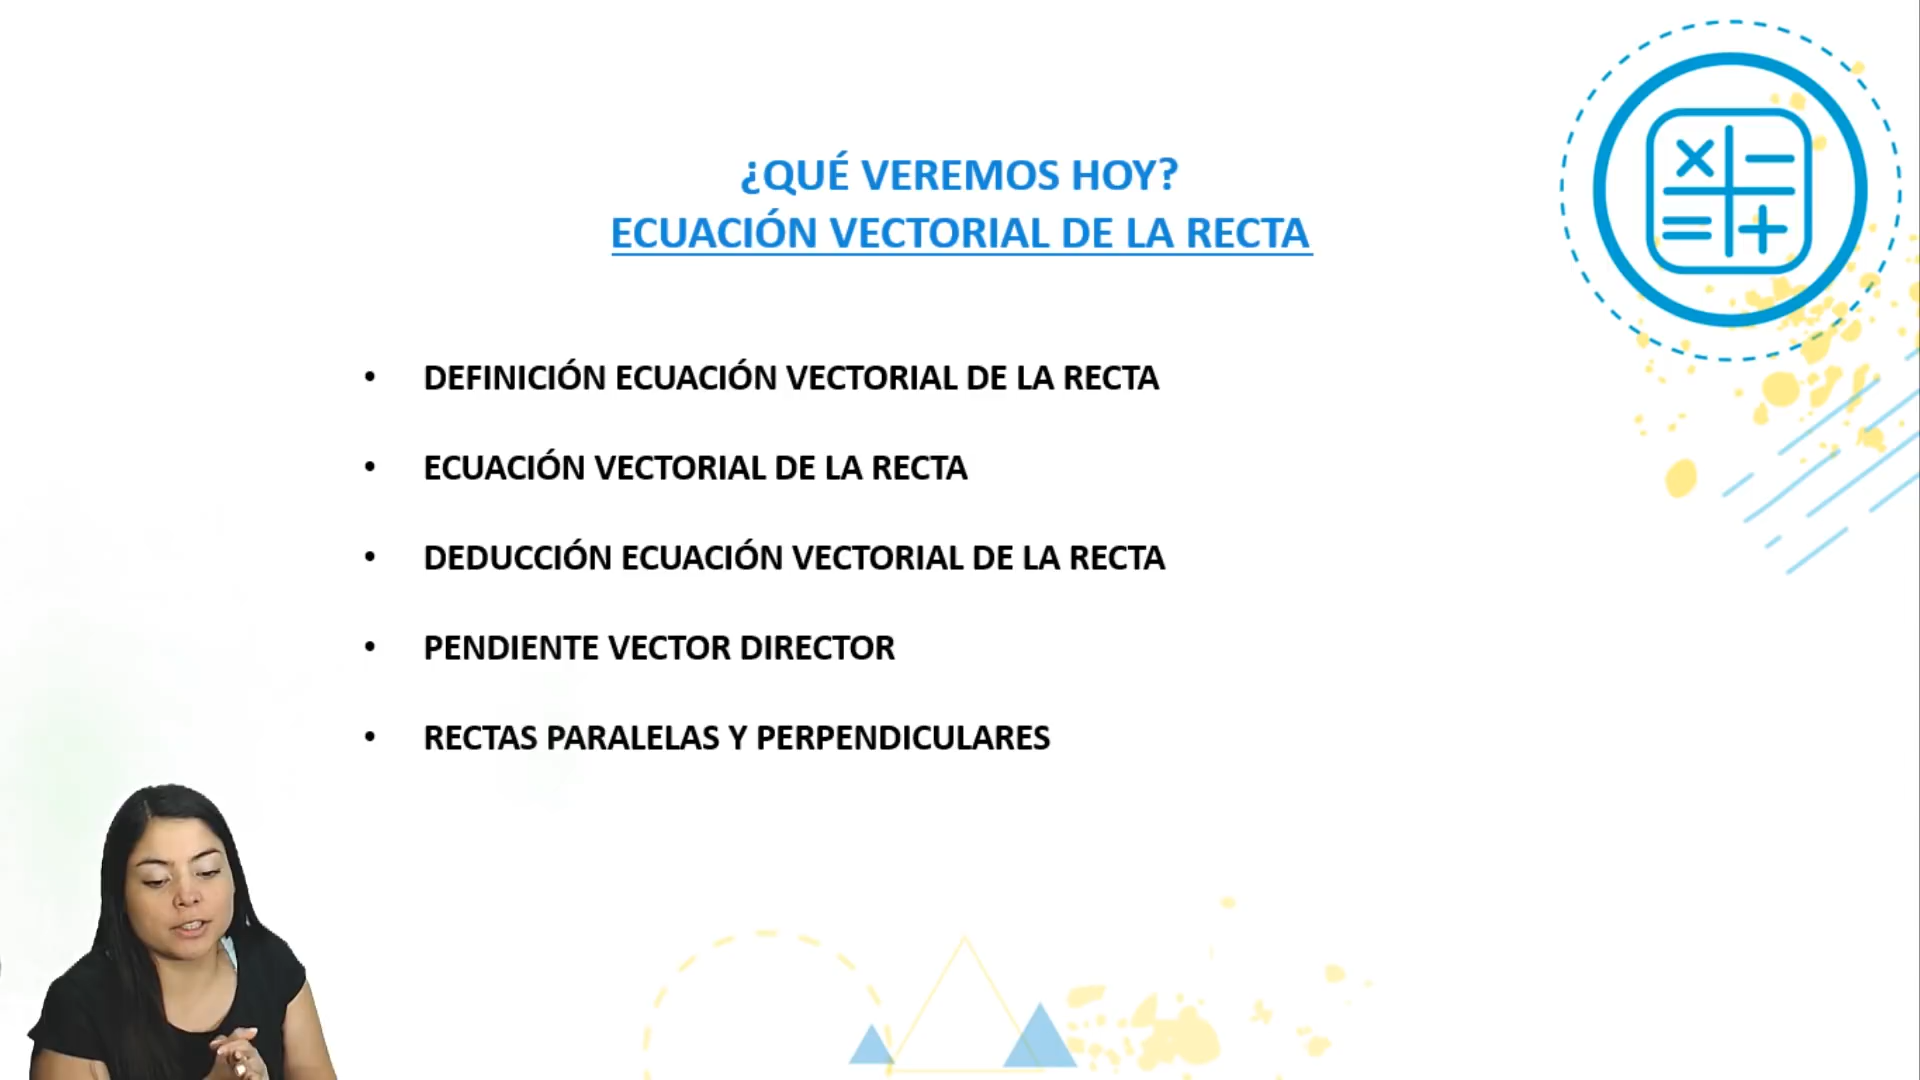 ¿QUÉ VEREMOS HOY?
ECUACIÓN VECTORIAL DE LA RECTA
• DEFINICIÓN ECUACIÓN VECTORIAL DE LA RECTA
• ECUACIÓN VECTORIAL DE LA RECTA
• DEDUCCIÓN ECUACIÓN VECTORIAL DE LA RECTA
• PENDIENTE VECTOR DIRECTOR
• RECTAS PARALELAS Y PERPENDICULARES